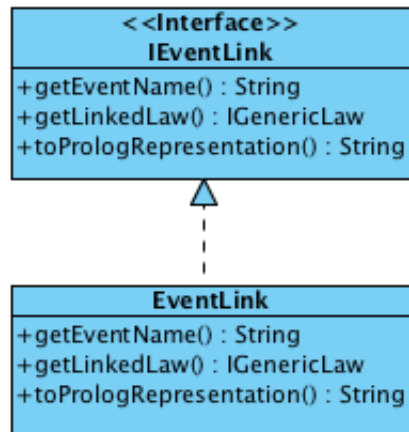 <<Interface>>
IEventLink
+getEventName() : String
+getLinkedLaw() : IGenericLaw
+toPrologRepresentation() : String
EventLink
+getEventName() : String
+getLinkedLaw() : IGenericLaw
+toPrologRepresentation() : String